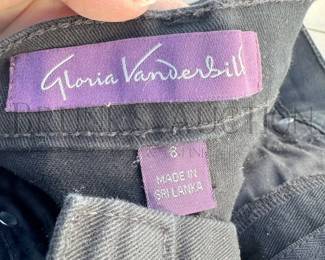 Gloria Vanderbilt
8
MADE IN
SRI LANKA